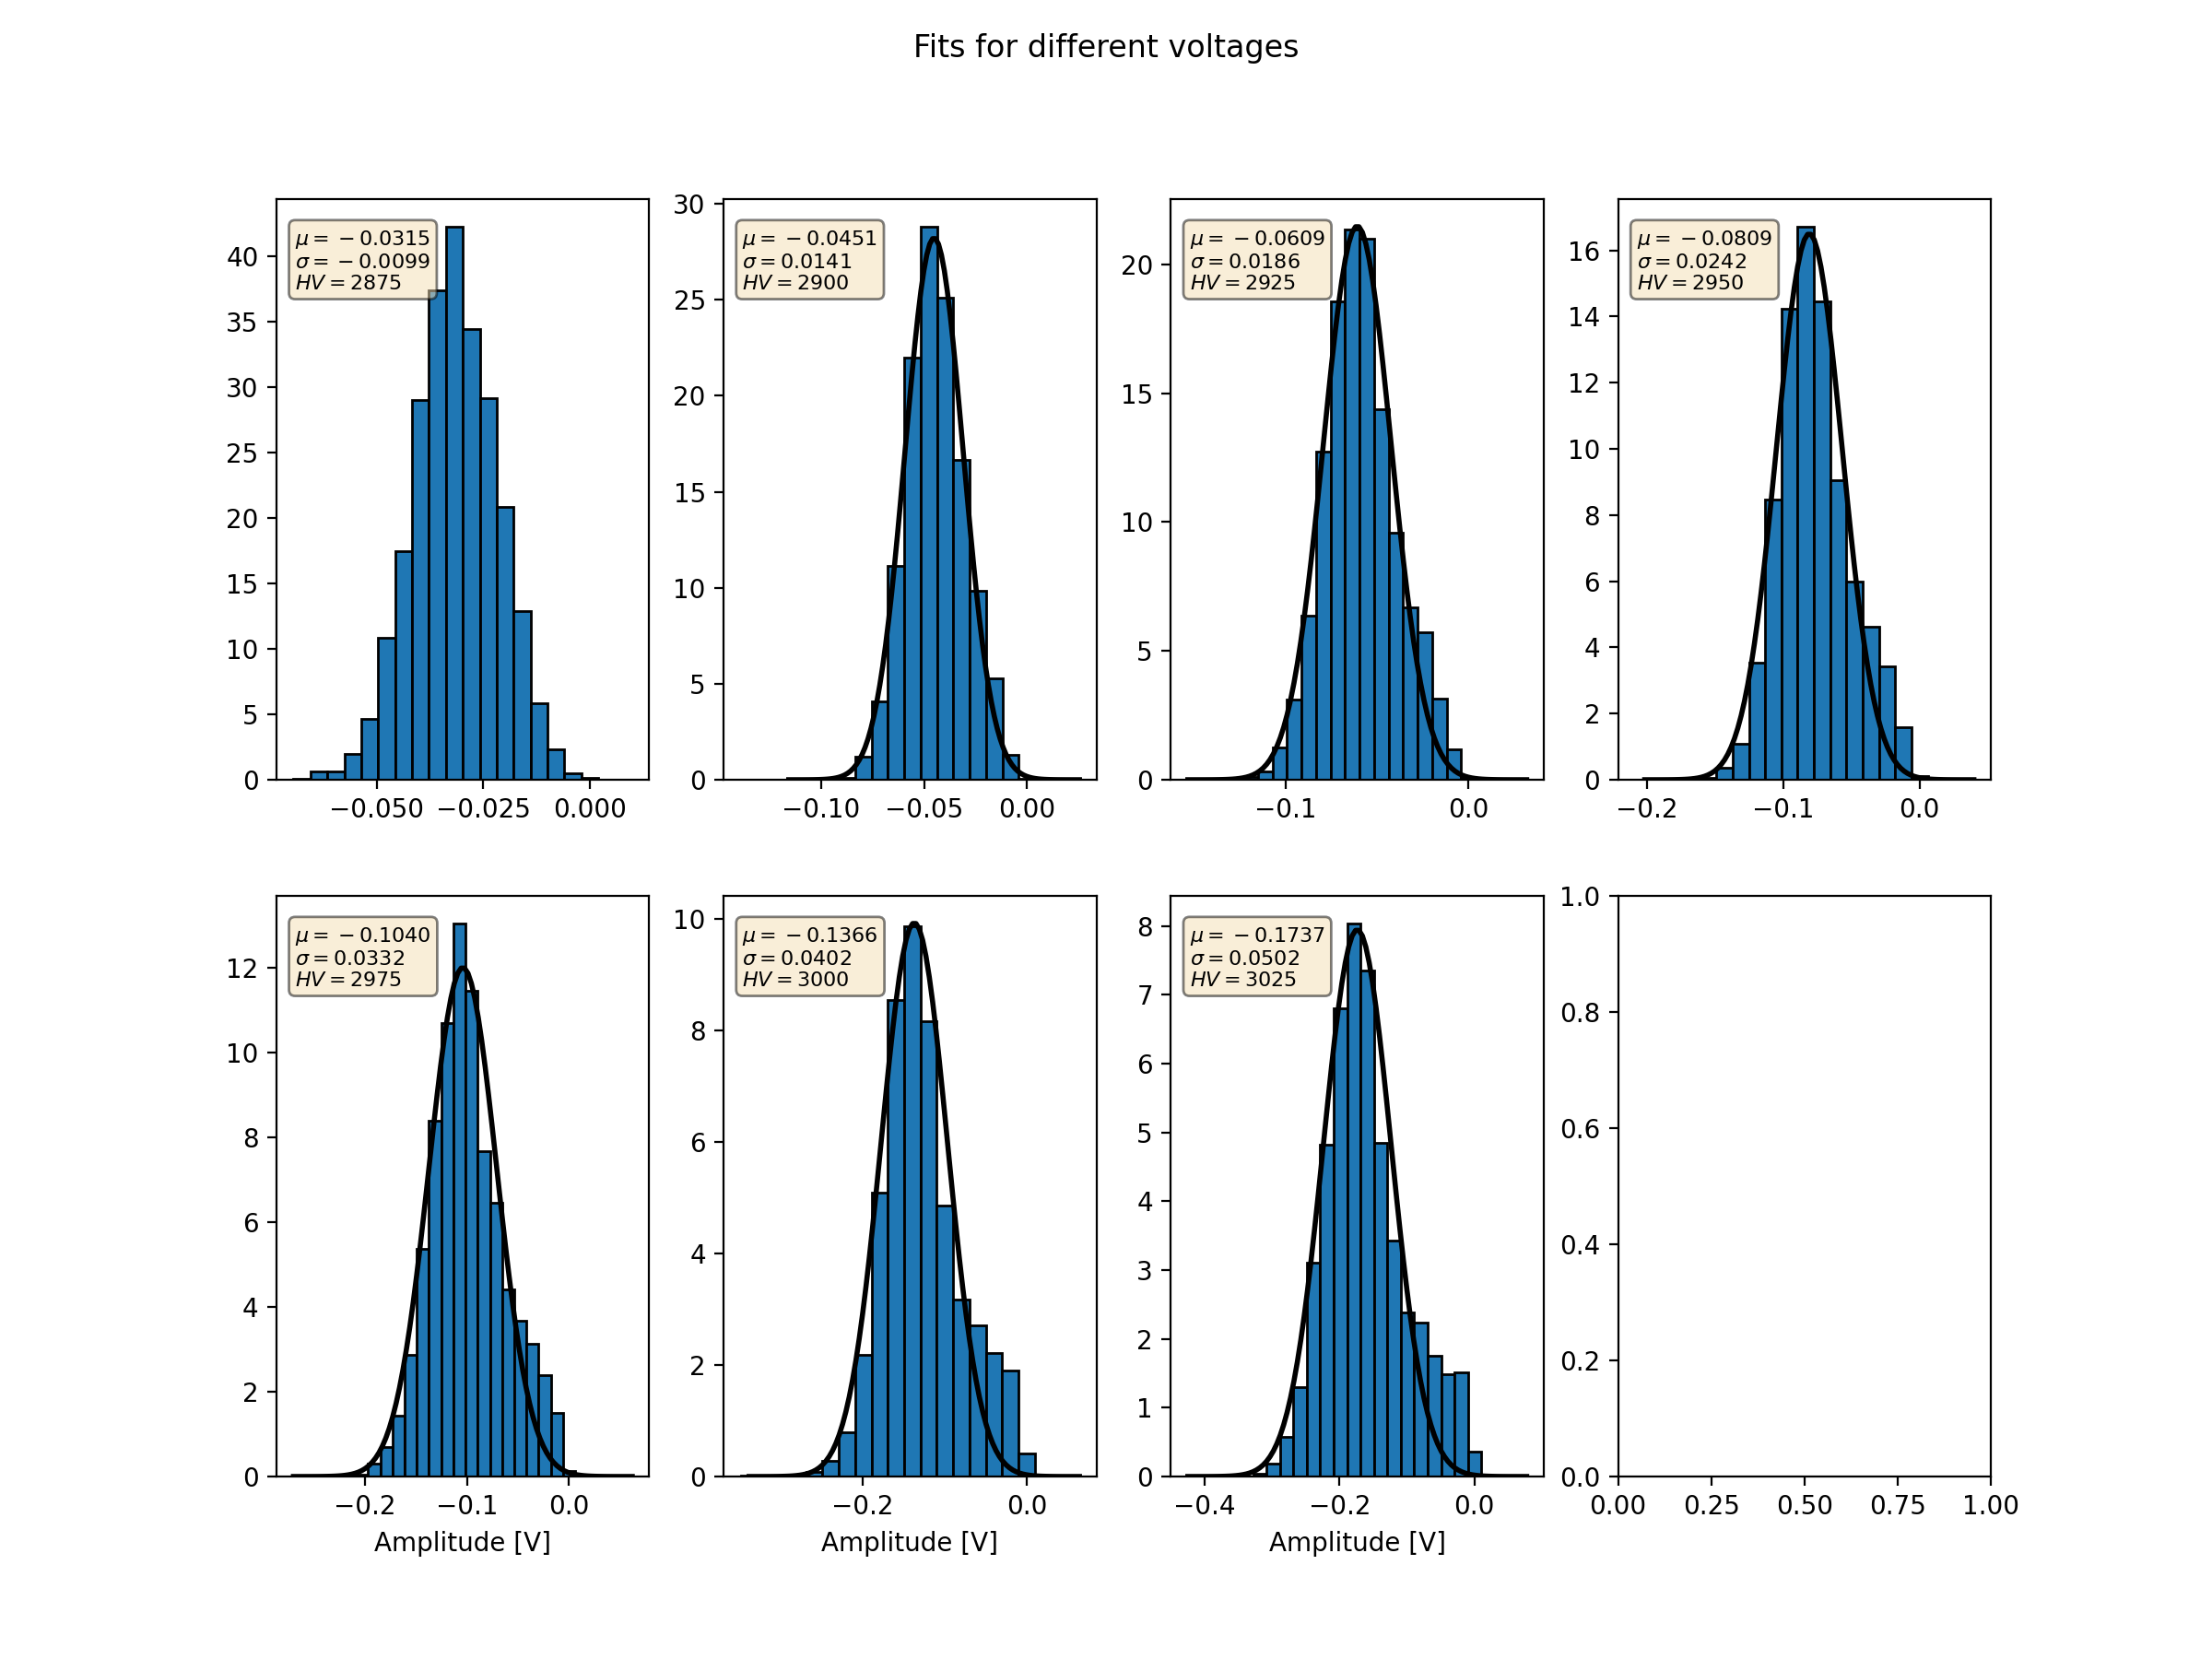 Fits for different voltages
μ = −0.0315
σ = −0.0099
HV = 2875
40
35
30
25
20
15
10
5
0
−0.050 −0.025 0.000
μ = −0.0451
σ = 0.0141
HV = 2900
30
25
20
15
10
5
0
−0.10 −0.05 0.00
μ = −0.0609
σ = 0.0186
HV = 2925
20
15
10
5
0
−0.1 0.0
μ = −0.0809
σ = 0.0242
HV = 2950
16
14
12
10
8
6
4
2
0
−0.2 −0.1 0.0
μ = −0.1040
σ = 0.0332
HV = 2975
12
10
8
6
4
2
0
−0.2 −0.1 0.0
Amplitude [V]
μ = −0.1366
σ = 0.0402
HV = 3000
10
8
6
4
2
0
−0.2 0.0
Amplitude [V]
μ = −0.1737
σ = 0.0502
HV = 3025
8
7
6
5
4
3
2
1
0
−0.4 −0.2 0.0
Amplitude [V]
1.0
0.8
0.6
0.4
0.2
0.0
0.00 0.25 0.50 0.75 1.00